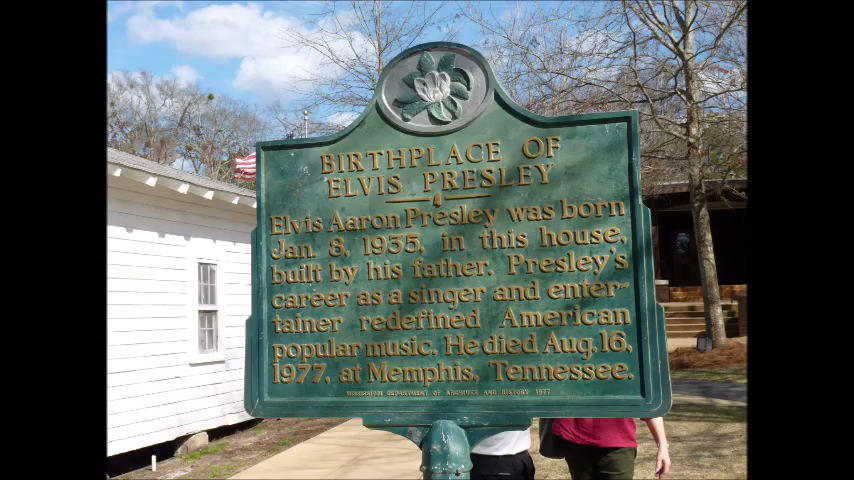 BIRTHPLACE OF
ELVIS PRESLEY
Elvis Aaron Presley was born
Jan. 8, 1935, in this house,
built by his father. Presley's
career as a singer and enter-
tainer redefined American
popular music. He died Aug. 16,
1977, at Memphis, Tennessee.
MISSISSIPPI DEPARTMENT OF ARCHIVES AND HISTORY 1977